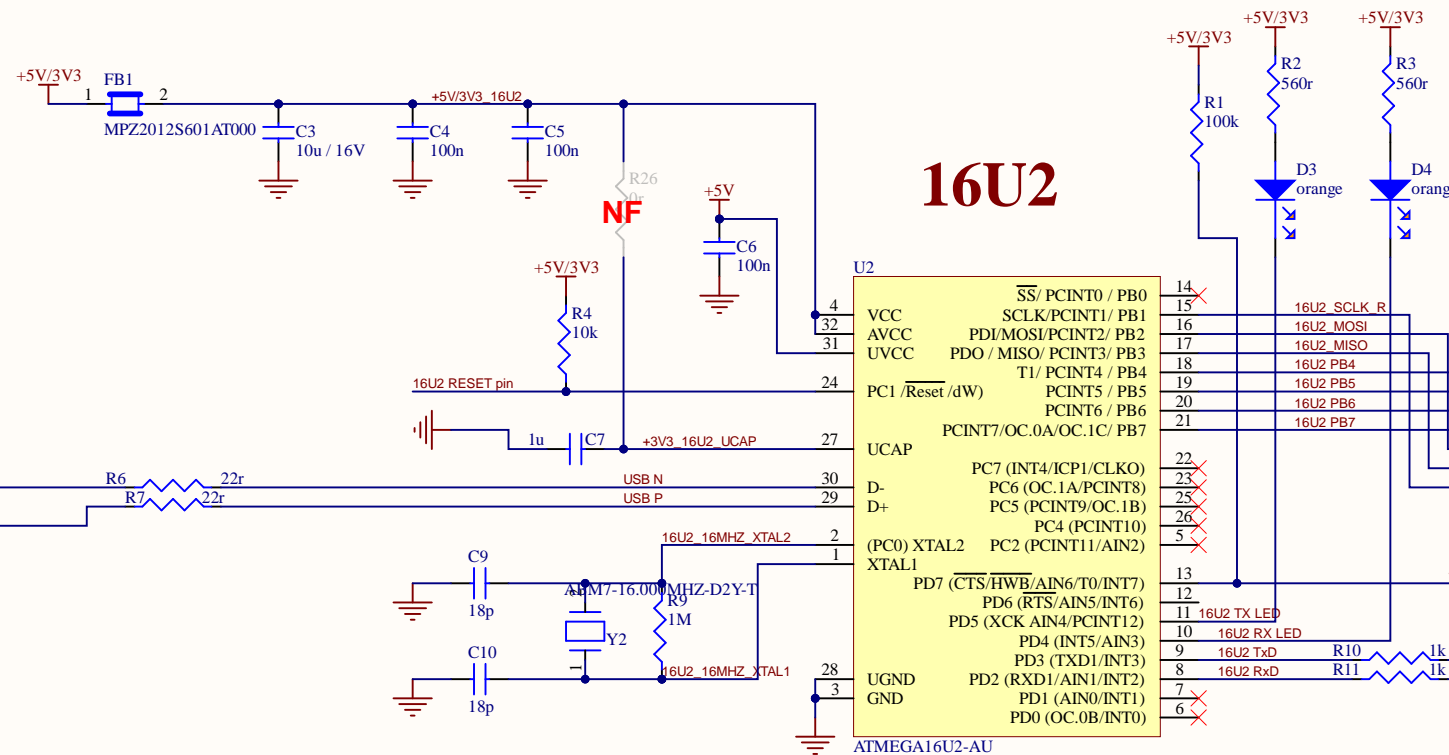 +5V/3V3
FB1
1
2
MPZ2012S601AT000
+5V/3V3_16U2
C3
10u / 16V
C4
100n
C5
100n
R26
0r
NF
+5V
C6
100n
16U2
+5V/3V3
R1
100k
+5V/3V3
R2
560r
D3
orange
+5V/3V3
R3
560r
D4
orang
+5V/3V3
R4
10k
16U2 RESET pin
1u
C7
+3V3_16U2_UCAP
R6
22r
USB N
R7
22r
USB P
16U2_16MHZ_XTAL2
C9
18p
ABM7-16.000MHZ-D2Y-T
R9
1M
Y2
1
C10
18p
16U2_16MHZ_XTAL1
U2
4 VCC
32 AVCC
31 UVCC
24 PC1 /Reset /dW)
27 UCAP
30 D-
29 D+
2 (PC0) XTAL2
1 XTAL1
28 UGND
3 GND
SS/ PCINT0 / PB0 14
SCLK/PCINT1/ PB1 15 16U2_SCLK_R
PDI/MOSI/PCINT2/ PB2 16 16U2_MOSI
PDO / MISO/ PCINT3/ PB3 17 16U2_MISO
T1/ PCINT4 / PB4 18 16U2 PB4
PCINT5 / PB5 19 16U2 PB5
PCINT6 / PB6 20 16U2 PB6
PCINT7/OC.0A/OC.1C/ PB7 21 16U2 PB7
PC7 (INT4/ICP1/CLKO) 22
PC6 (OC.1A/PCINT8) 23
PC5 (PCINT9/OC.1B) 25
PC4 (PCINT10) 26
PC2 (PCINT11/AIN2) 5
PD7 (CTS/HWB/AIN6/T0/INT7) 13
PD6 (RTS/AIN5/INT6) 12
PD5 (XCK AIN4/PCINT12) 11 16U2 TX LED
PD4 (INT5/AIN3) 10 16U2 RX LED
PD3 (TXD1/INT3) 9 16U2 TxD R10 1k
PD2 (RXD1/AIN1/INT2) 8 16U2 RxD R11 1k
PD1 (AIN0/INT1) 7
PD0 (OC.0B/INT0) 6
ATMEGA16U2-AU